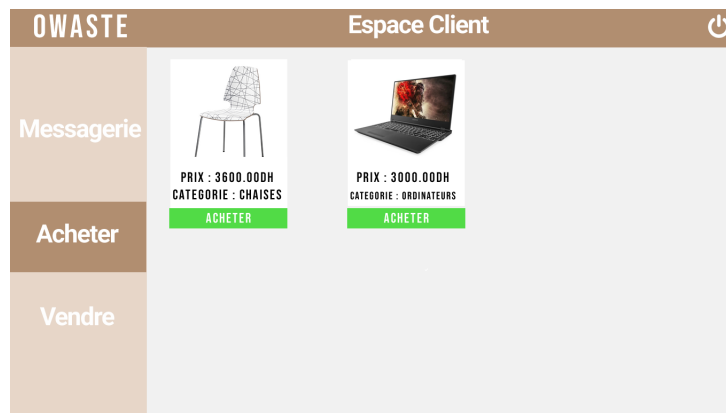 OWASTE
Espace Client
Messagerie
Acheter
Vendre
PRIX : 3600.00DH
CATEGORIE : CHAISES
ACHETER
PRIX : 3000.00DH
CATEGORIE : ORDINATEURS
ACHETER